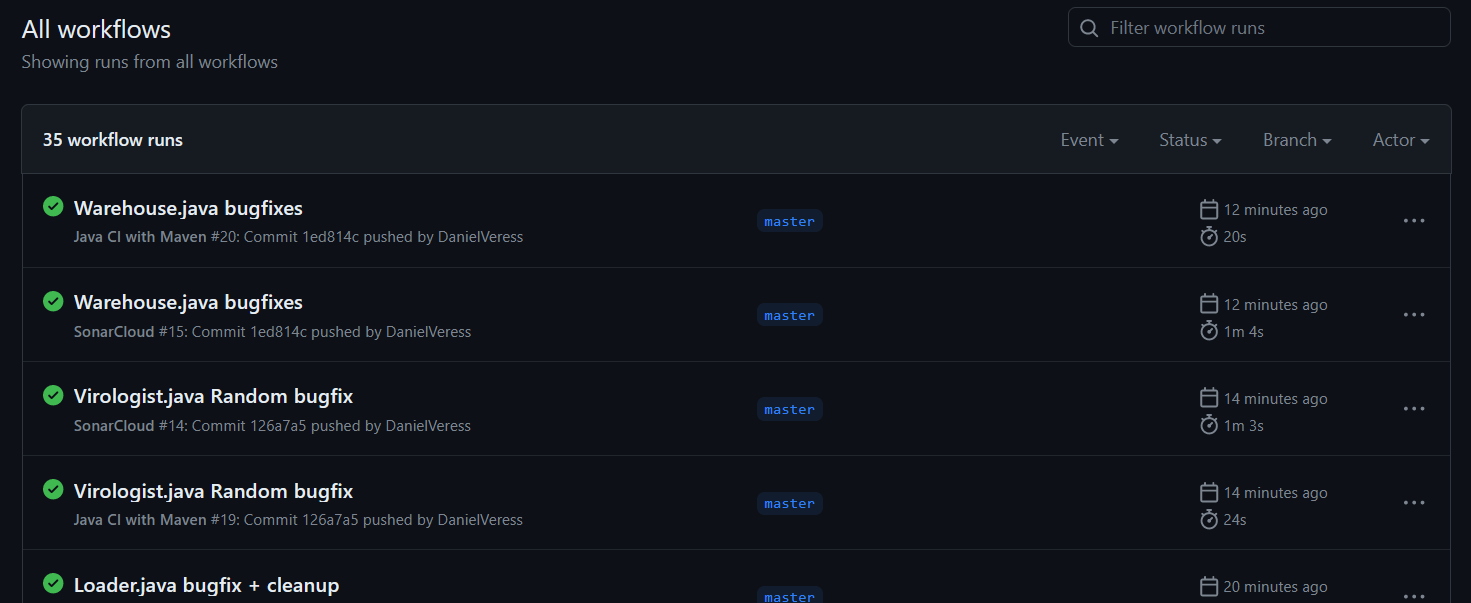 All workflows
Filter workflow runs
Showing runs from all workflows
35 workflow runs
Event
Status
Branch
Actor
Warehouse.java bugfixes
Java CI with Maven #20: Commit 1ed814c pushed by DanielVeress
master
12 minutes ago
20s
Warehouse.java bugfixes
SonarCloud #15: Commit 1ed814c pushed by DanielVeress
master
12 minutes ago
1m 4s
Virologist.java Random bugfix
SonarCloud #14: Commit 126a7a5 pushed by DanielVeress
master
14 minutes ago
1m 3s
Virologist.java Random bugfix
Java CI with Maven #19: Commit 126a7a5 pushed by DanielVeress
master
14 minutes ago
24s
Loader.java bugfix + cleanup
master
20 minutes ago